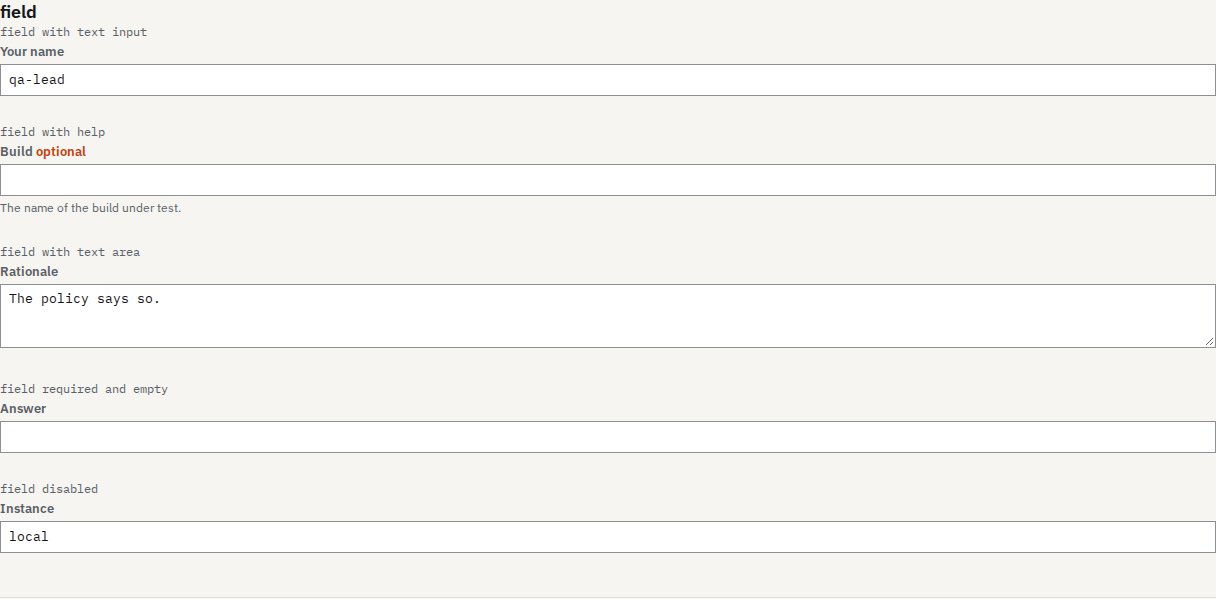 field
field with text input
Your name
qa-lead
field with help
Build optional
The name of the build under test.
field with text area
Rationale
The policy says so.
field required and empty
Answer
field disabled
Instance
local